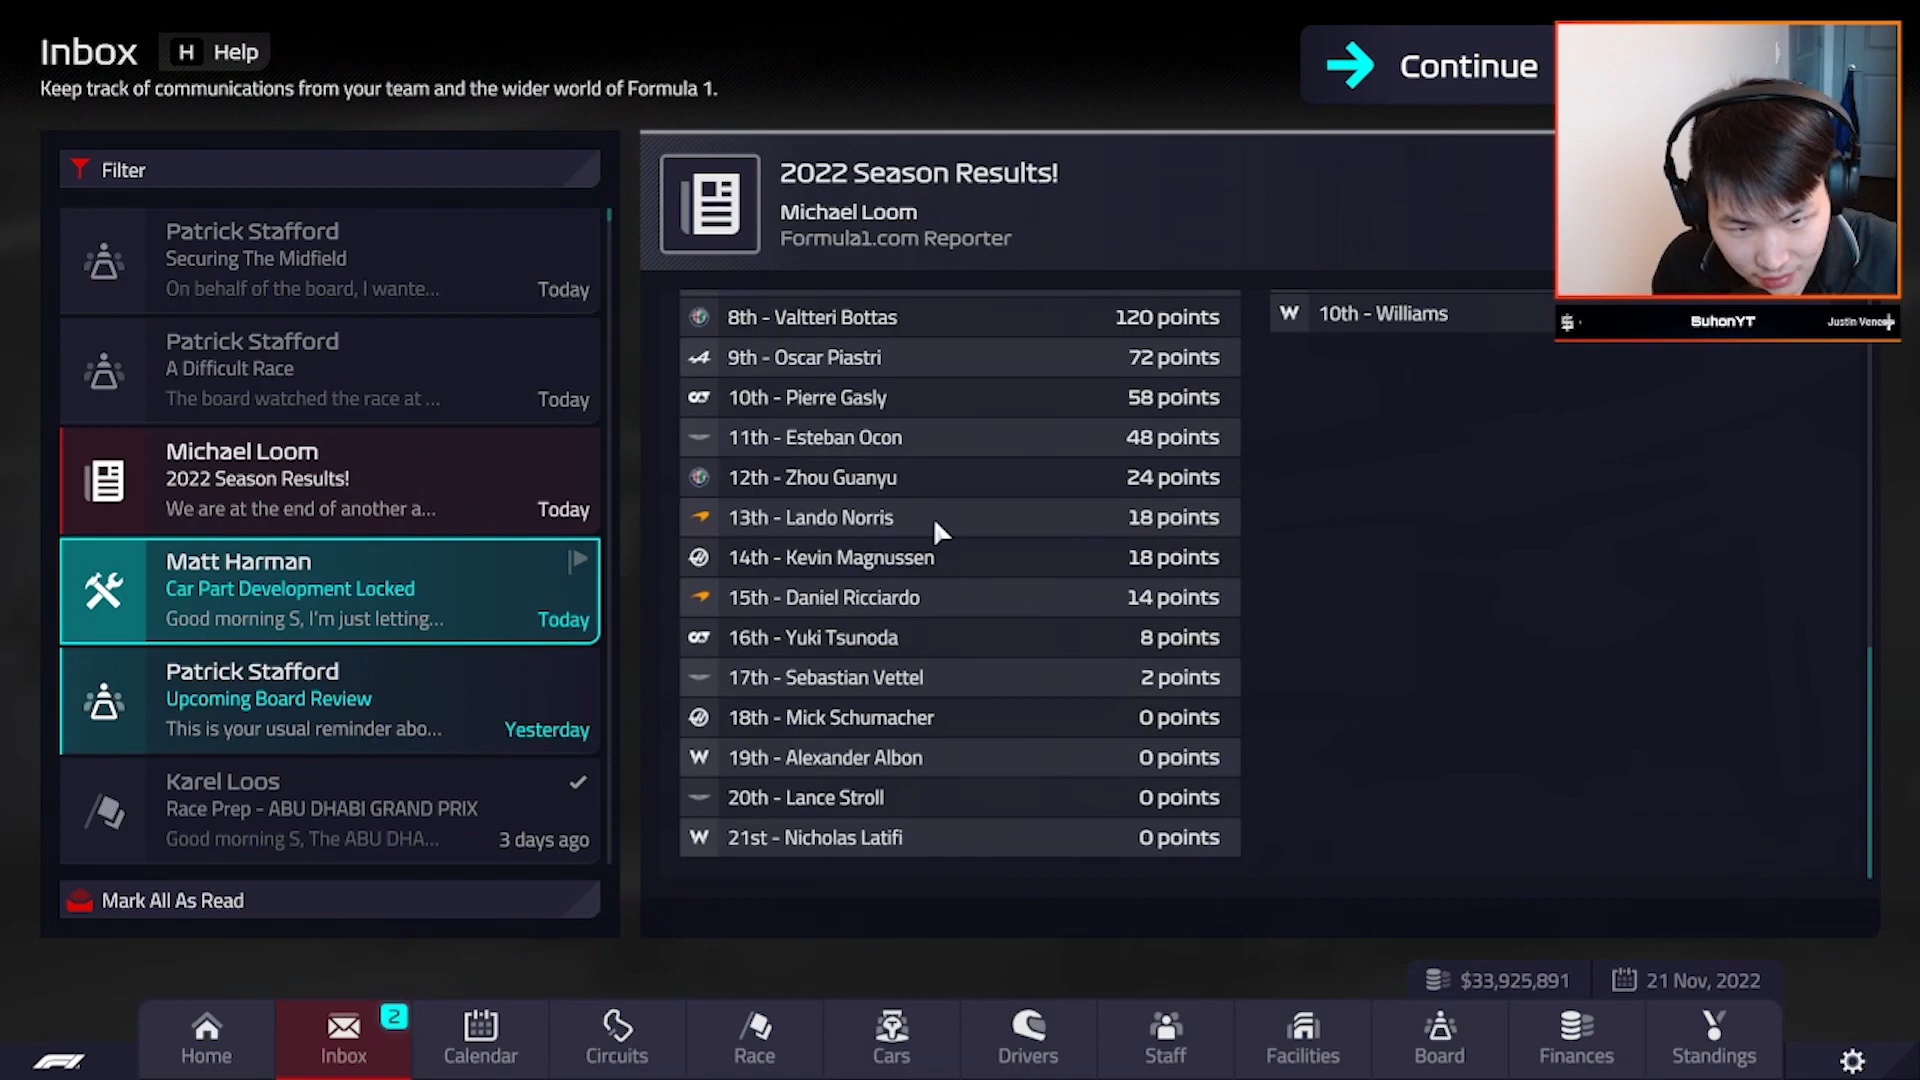 Inbox
H Help
Keep track of communications from your team and the wider world of Formula 1.
Continue
Filter
Patrick Stafford
Securing The Midfield
On behalf of the board, I wante...
Today
Patrick Stafford
A Difficult Race
The board watched the race at ...
Today
Michael Loom
2022 Season Results!
We are at the end of another a...
Today
Matt Harman
Car Part Development Locked
Good morning S, I'm just letting...
Today
Patrick Stafford
Upcoming Board Review
This is your usual reminder abo...
Yesterday
Karel Loos
Race Prep - ABU DHABI GRAND PRIX
Good morning S, The ABU DHA...
3 days ago
Mark All As Read
2022 Season Results!
Michael Loom
Formula1.com Reporter
8th - Valtteri Bottas 120 points
9th - Oscar Piastri 72 points
10th - Pierre Gasly 58 points
11th - Esteban Ocon 48 points
12th - Zhou Guanyu 24 points
13th - Lando Norris 18 points
14th - Kevin Magnussen 18 points
15th - Daniel Ricciardo 14 points
16th - Yuki Tsunoda 8 points
17th - Sebastian Vettel 2 points
18th - Mick Schumacher 0 points
W 19th - Alexander Albon 0 points
20th - Lance Stroll 0 points
W 21st - Nicholas Latifi 0 points
W 10th - Williams
BuhonYT
Justin
$33,925,891
21 Nov, 2022
Home
2
Inbox
Calendar
Circuits
Race
Cars
Drivers
Staff
Facilities
Board
Finances
Standings